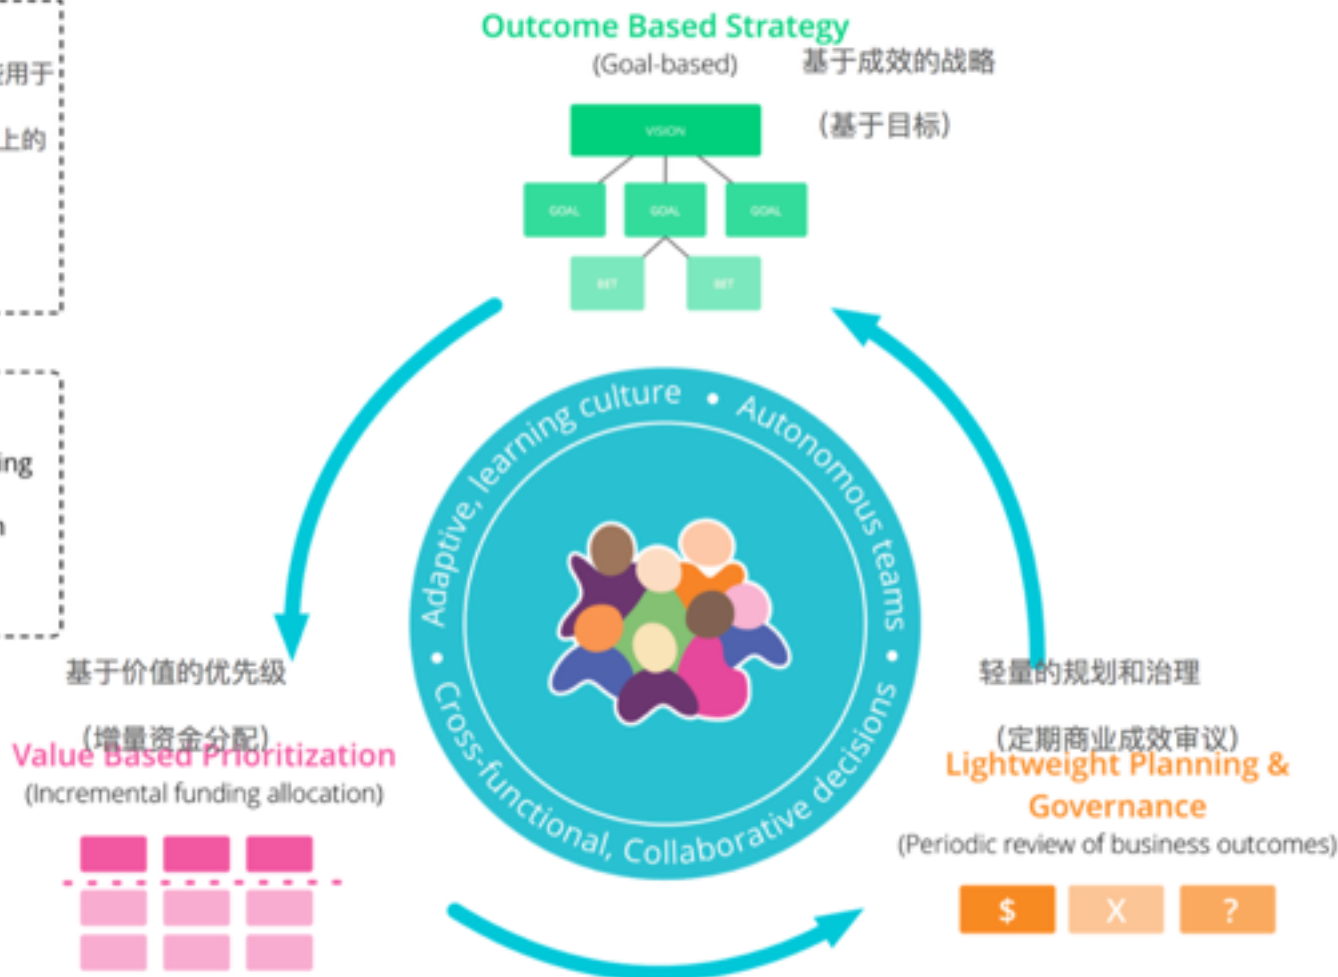 Outcome Based Strategy
(Goal-based)
基于成效的战略
（基于目标）
VISION
GOAL
GOAL
GOAL
BET
BET
用于
上的
ing
Adaptive, learning culture • Autonomous teams • Cross-functional, Collaborative decisions •
基于价值的优先级
（增量资金分配）
Value Based Prioritization
(Incremental funding allocation)
轻量的规划和治理
（定期商业成效审议）
Lightweight Planning &
Governance
(Periodic review of business outcomes)
$
X
?